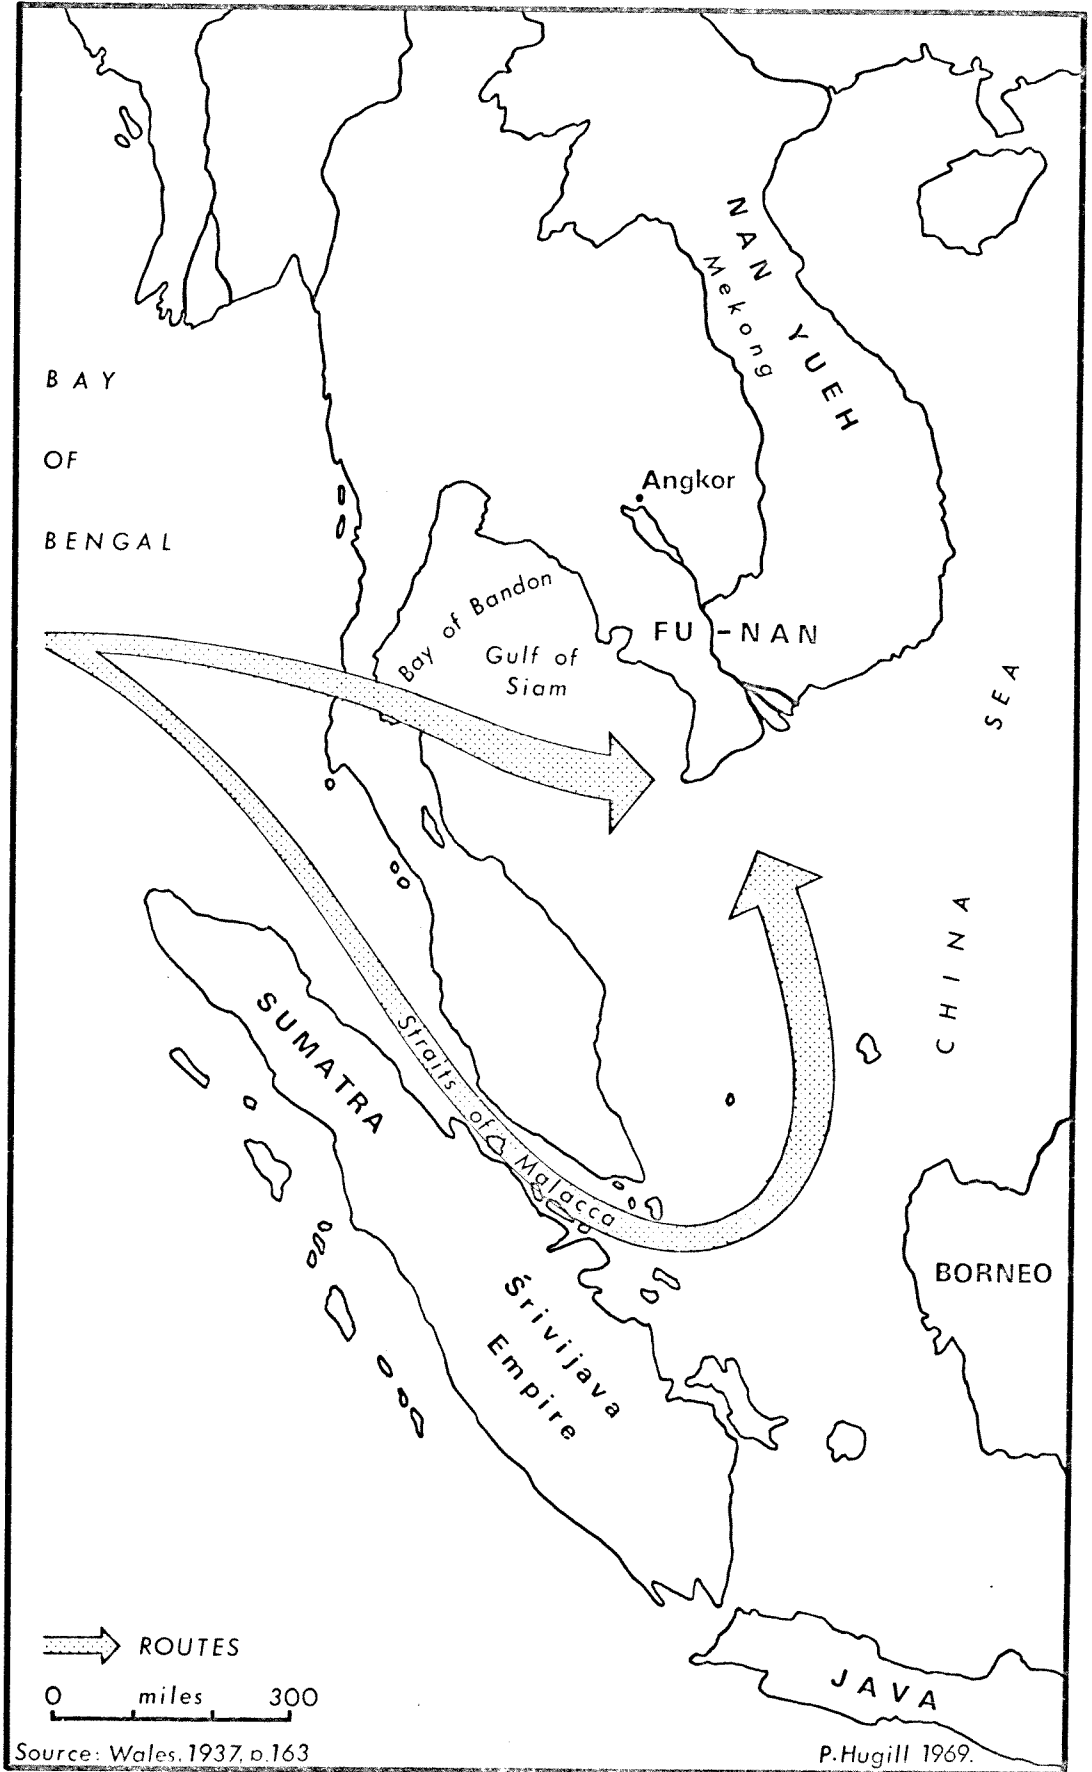 NAN YUEH
Mekong
BAY
OF
BENGAL
Angkor
Bay of Bandon
FU-NAN
Gulf of
Siam
CHINA SEA
SUMATRA
Straits of Malacca
BORNEO
Śrivijava
Empire
ROUTES
0 miles 300
JAVA
Source: Wales, 1937, p.163
P.Hugill 1969.